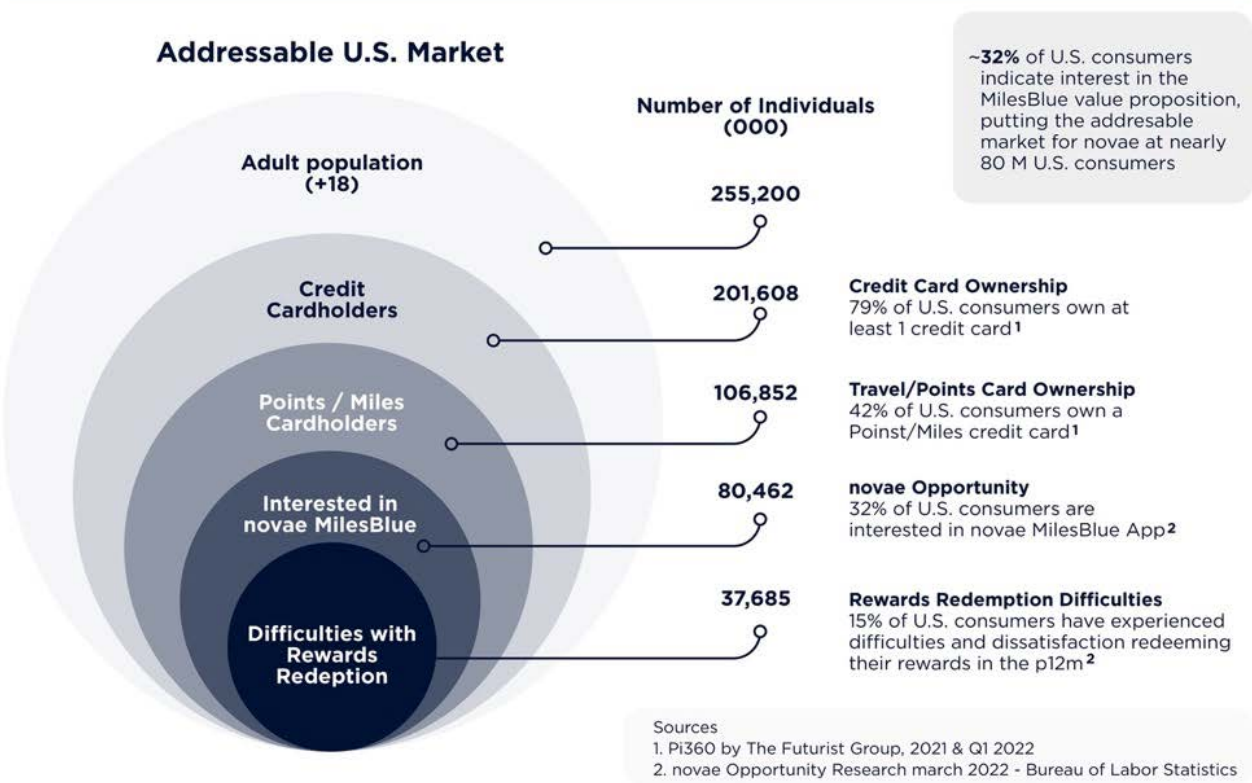 Addressable U.S. Market
~32% of U.S. consumers
indicate interest in the
MilesBlue value proposition,
putting the addresable
market for novae at nearly
80 M U.S. consumers
Number of Individuals
(000)
Adult population
(+18)
255,200
Credit
Cardholders
201,608
Credit Card Ownership
79% of U.S. consumers own at
least 1 credit card1
Points / Miles
Cardholders
106,852
Travel/Points Card Ownership
42% of U.S. consumers own a
Poinst/Miles credit card1
Interested in
novae MilesBlue
80,462
novae Opportunity
32% of U.S. consumers are
interested in novae MilesBlue App2
Difficulties with
Rewards
Redeption
37,685
Rewards Redemption Difficulties
15% of U.S. consumers have experienced
difficulties and dissatisfaction redeeming
their rewards in the p12m2
Sources
1. Pi360 by The Futurist Group, 2021 & Q1 2022
2. novae Opportunity Research march 2022 - Bureau of Labor Statistics